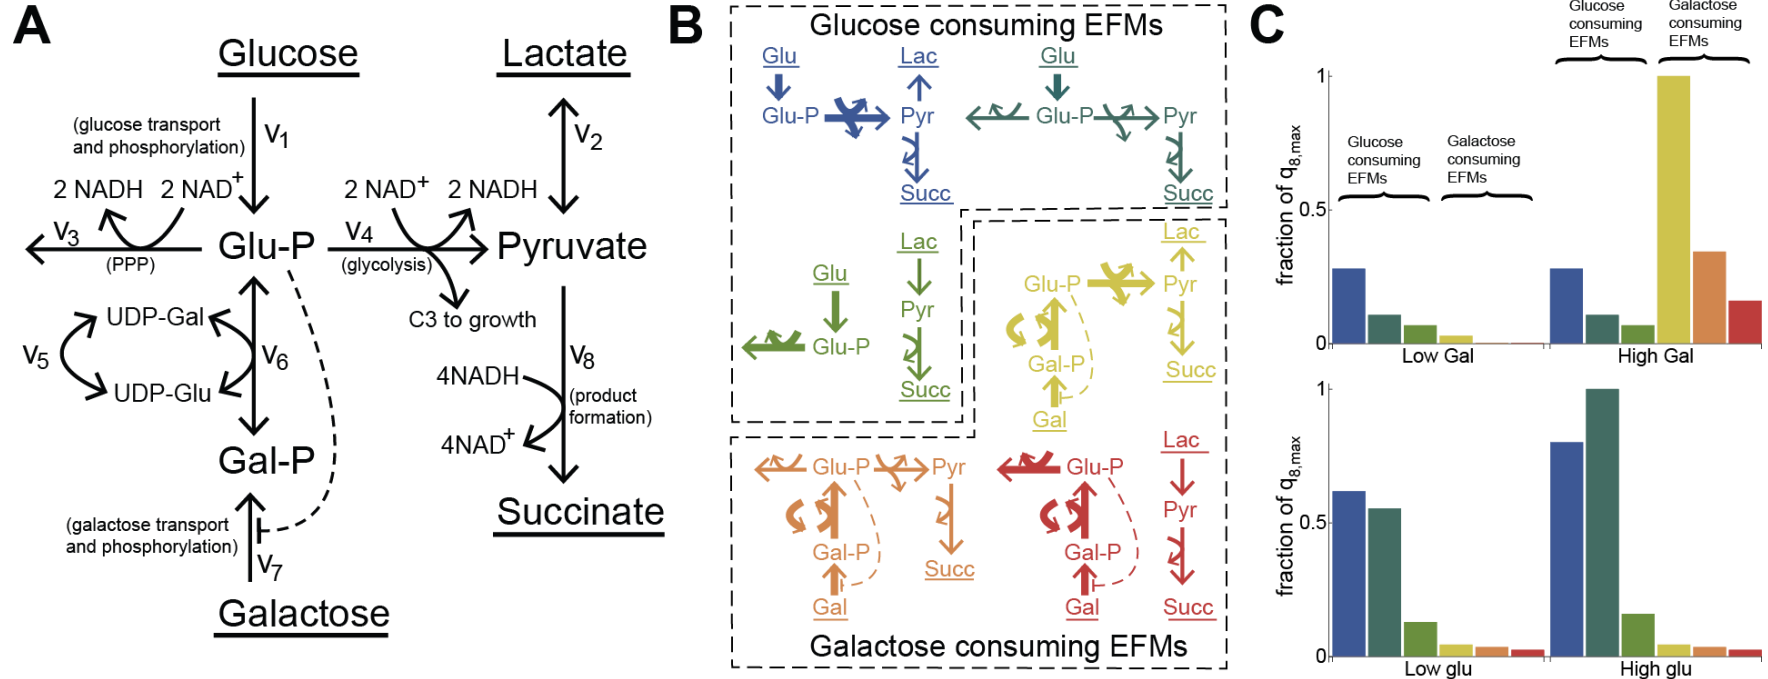 A
Glucose
Lactate
(glucose transport
and phosphorylation)
V1
V2
2 NADH
2 NAD+
2 NAD+
2 NADH
V3
Glu-P
V4
Pyruvate
(PPP)
(glycolysis)
UDP-Gal
C3 to growth
V5
V6
V8
UDP-Glu
4NADH
(product
formation)
4NAD+
Gal-P
(galactose transport
and phosphorylation)
Succinate
V7
Galactose
B
Glucose consuming EFMs
Glu
Lac
Glu-P
Pyr
Succ
Glu
Glu-P
Pyr
Succ
Lac
Glu
Pyr
Glu-P
Succ
Lac
Glu-P
Pyr
Gal-P
Succ
Gal
Glu-P
Pyr
Gal-P
Succ
Gal
Lac
Glu-P
Pyr
Gal-P
Gal
Succ
Galactose consuming EFMs
C
Glucose
consuming
EFMs
Galactose
consuming
EFMs
Glucose
consuming
EFMs
Galactose
consuming
EFMs
fraction of q8,max
1
0.5
0
Low Gal
High Gal
fraction of q8,max
1
0.5
0
Low glu
High glu